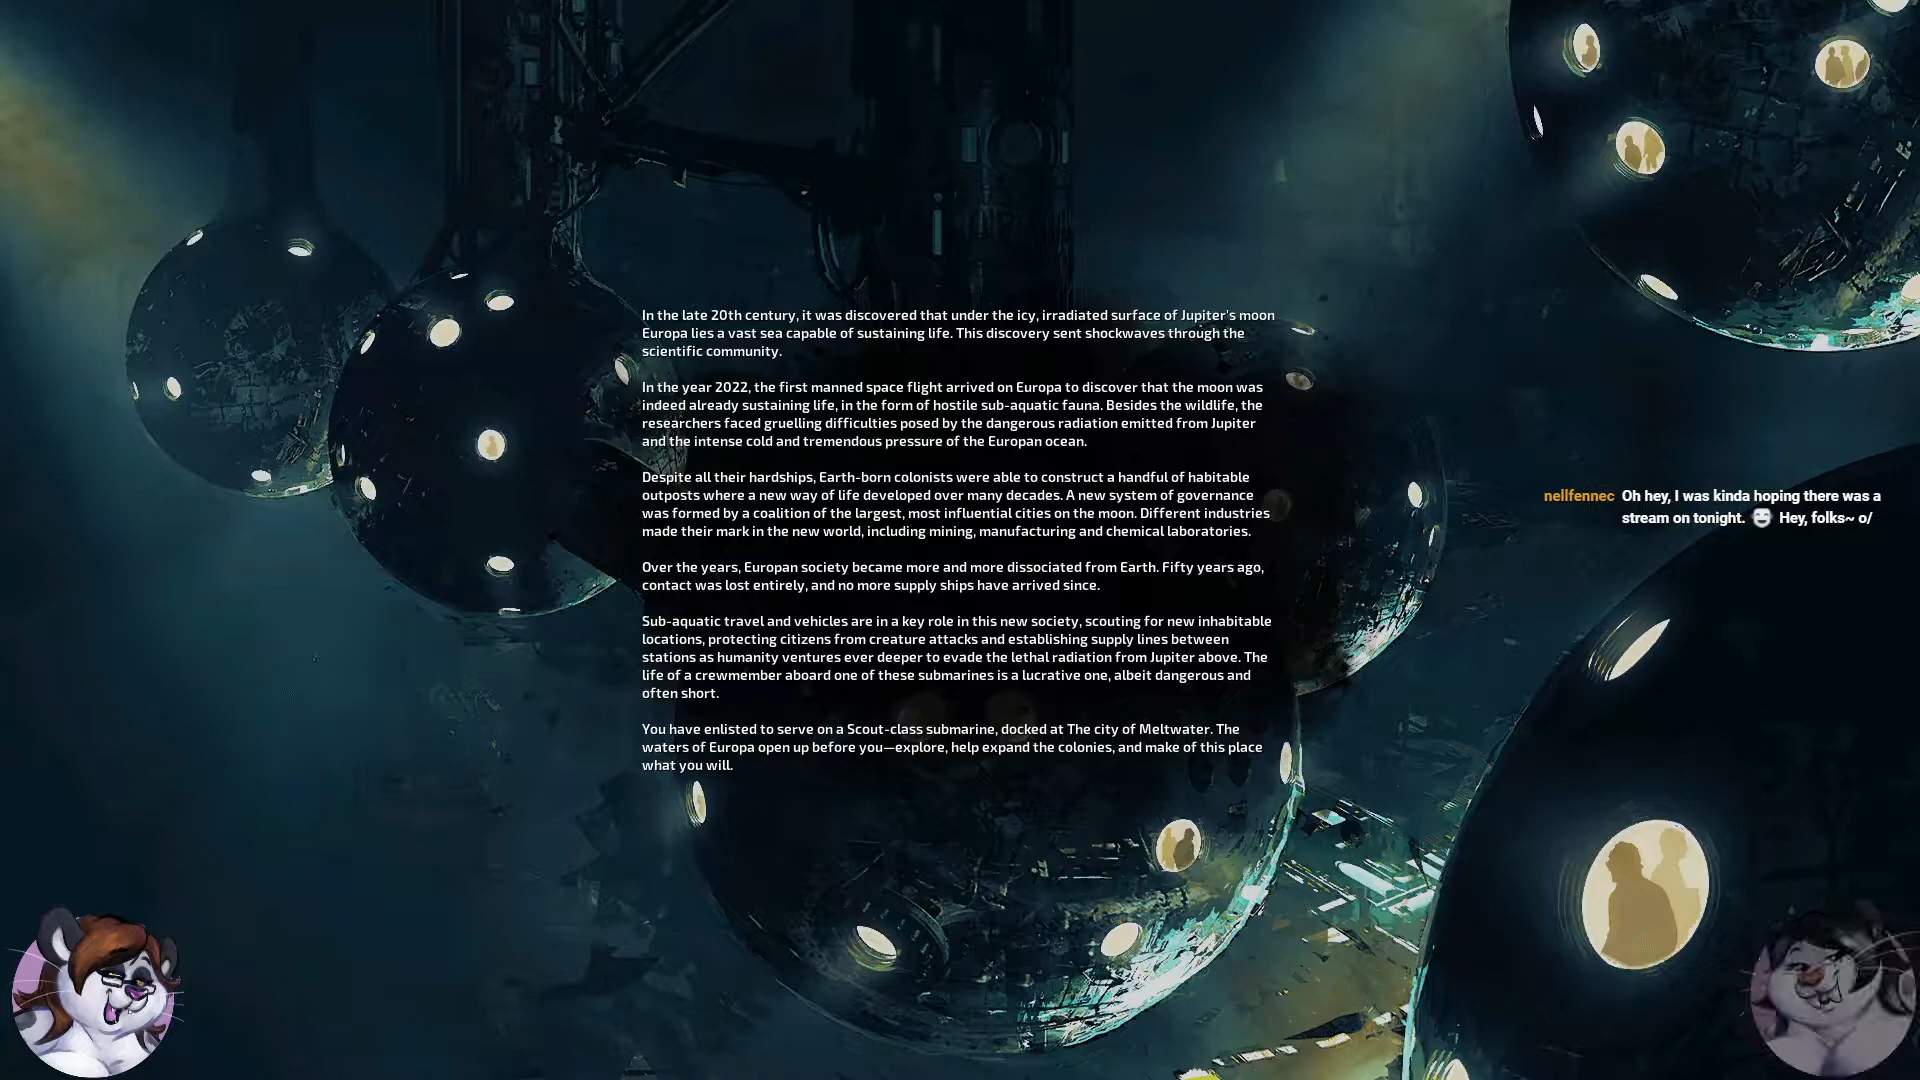 In the late 20th century, it was discovered that under the icy, irradiated surface of Jupiter's moon
Europa lies a vast sea capable of sustaining life. This discovery sent shockwaves through the
scientific community.
In the year 2022, the first manned space flight arrived on Europa to discover that the moon was
indeed already sustaining life, in the form of hostile sub-aquatic fauna. Besides the wildlife, the
researchers faced gruelling difficulties posed by the dangerous radiation emitted from Jupiter
and the intense cold and tremendous pressure of the Europan ocean.
Despite all their hardships, Earth-born colonists were able to construct a handful of habitable
outposts where a new way of life developed over many decades. A new system of governance
was formed by a coalition of the largest, most influential cities on the moon. Different industries
made their mark in the new world, including mining, manufacturing and chemical laboratories.
Over the years, Europan society became more and more dissociated from Earth. Fifty years ago,
contact was lost entirely, and no more supply ships have arrived since.
Sub-aquatic travel and vehicles are in a key role in this new society, scouting for new inhabitable
locations, protecting citizens from creature attacks and establishing supply lines between
stations as humanity ventures ever deeper to evade the lethal radiation from Jupiter above. The
life of a crewmember aboard one of these submarines is a lucrative one, albeit dangerous and
often short.
You have enlisted to serve on a Scout-class submarine, docked at The city of Meltwater. The
waters of Europa open up before you—explore, help expand the colonies, and make of this place
what you will.
nellfennec Oh hey, I was kinda hoping there was a
stream on tonight. Hey, folks~ o/